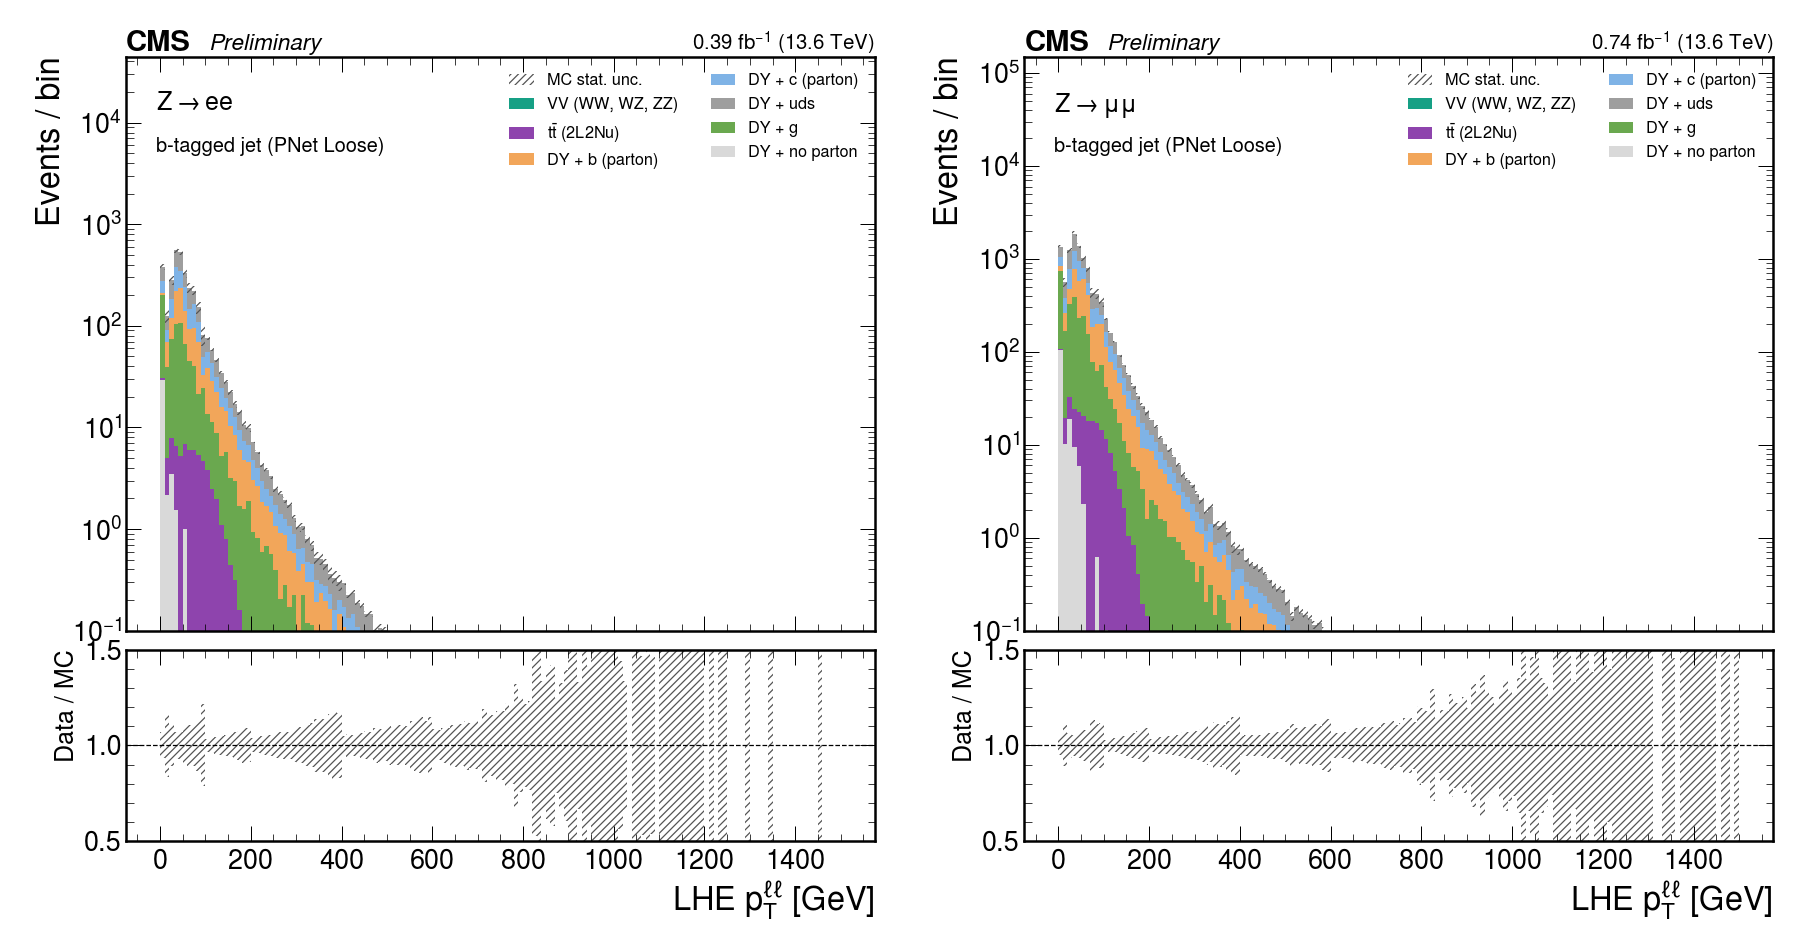 CMS Preliminary 0.39 fb⁻¹ (13.6 TeV)
Events / bin
Z→ee
b-tagged jet (PNet Loose)
MC stat. unc.
VV (WW, WZ, ZZ)
tt̄ (2L2Nu)
DY + b (parton)
DY + c (parton)
DY + uds
DY + g
DY + no parton
10⁴
10³
10²
10¹
10⁰
10⁻¹
Data / MC
1.5
1.0
0.5
0 200 400 600 800 1000 1200 1400
LHE p_T^ℓℓ [GeV]
CMS Preliminary 0.74 fb⁻¹ (13.6 TeV)
Events / bin
Z→μμ
b-tagged jet (PNet Loose)
MC stat. unc.
VV (WW, WZ, ZZ)
tt̄ (2L2Nu)
DY + b (parton)
DY + c (parton)
DY + uds
DY + g
DY + no parton
10⁵
10⁴
10³
10²
10¹
10⁰
10⁻¹
Data / MC
1.5
1.0
0.5
0 200 400 600 800 1000 1200 1400
LHE p_T^ℓℓ [GeV]